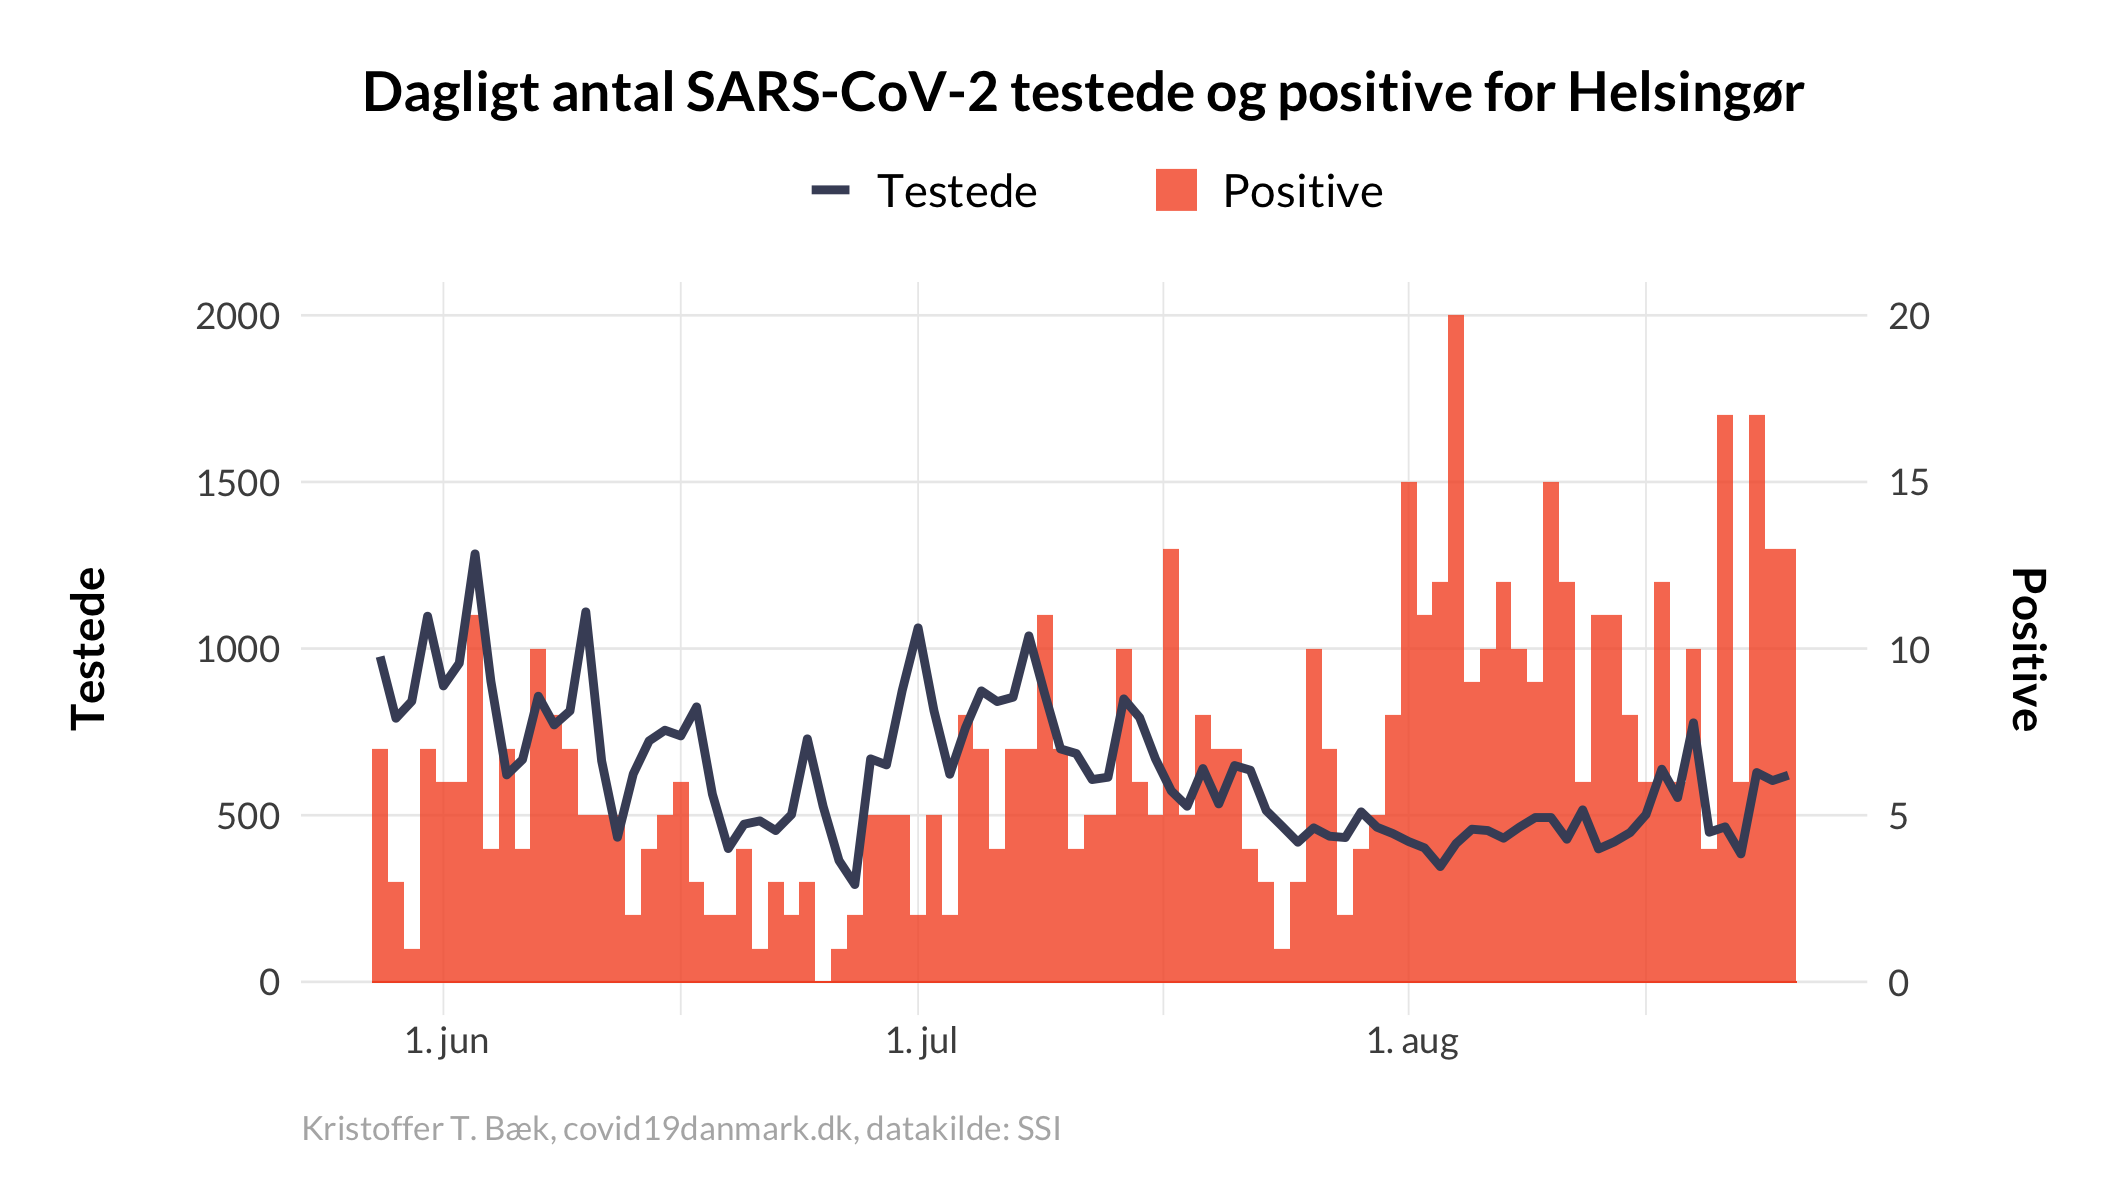 Dagligt antal SARS-CoV-2 testede og positive for Helsingør
Testede
Positive
2000
1500
1000
500
0
20
15
10
5
0
Testede
Positive
1. jun
1. jul
1. aug
Kristoffer T. Bæk, covid19danmark.dk, datakilde: SSI